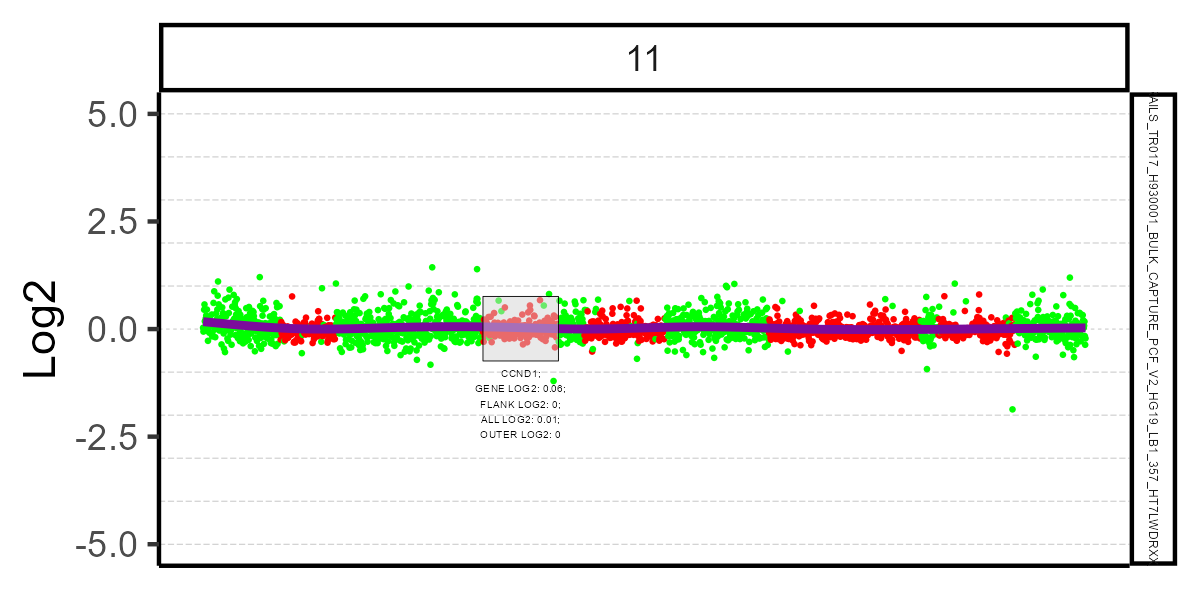 11
Log2
5.0
2.5
0.0
-2.5
-5.0
CCND1;
GENE LOG2: 0.06;
FLANK LOG2: 0;
ALL LOG2: 0.01;
OUTER LOG2: 0
AILS_TR017_H930001_BULK_CAPTURE_PCF_V2_HG19_LB1_357_HT7LWDRX